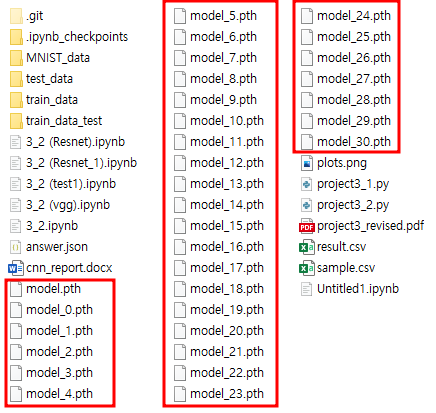 .git
.ipynb_checkpoints
MNIST_data
test_data
train_data
train_data_test
3_2 (Resnet).ipynb
3_2 (Resnet_1).ipynb
3_2 (test1).ipynb
3_2 (vgg).ipynb
3_2.ipynb
answer.json
cnn_report.docx
model.pth
model_0.pth
model_1.pth
model_2.pth
model_3.pth
model_4.pth
model_5.pth
model_6.pth
model_7.pth
model_8.pth
model_9.pth
model_10.pth
model_11.pth
model_12.pth
model_13.pth
model_14.pth
model_15.pth
model_16.pth
model_17.pth
model_18.pth
model_19.pth
model_20.pth
model_21.pth
model_22.pth
model_23.pth
model_24.pth
model_25.pth
model_26.pth
model_27.pth
model_28.pth
model_29.pth
model_30.pth
plots.png
project3_1.py
project3_2.py
project3_revised.pdf
result.csv
sample.csv
Untitled1.ipynb